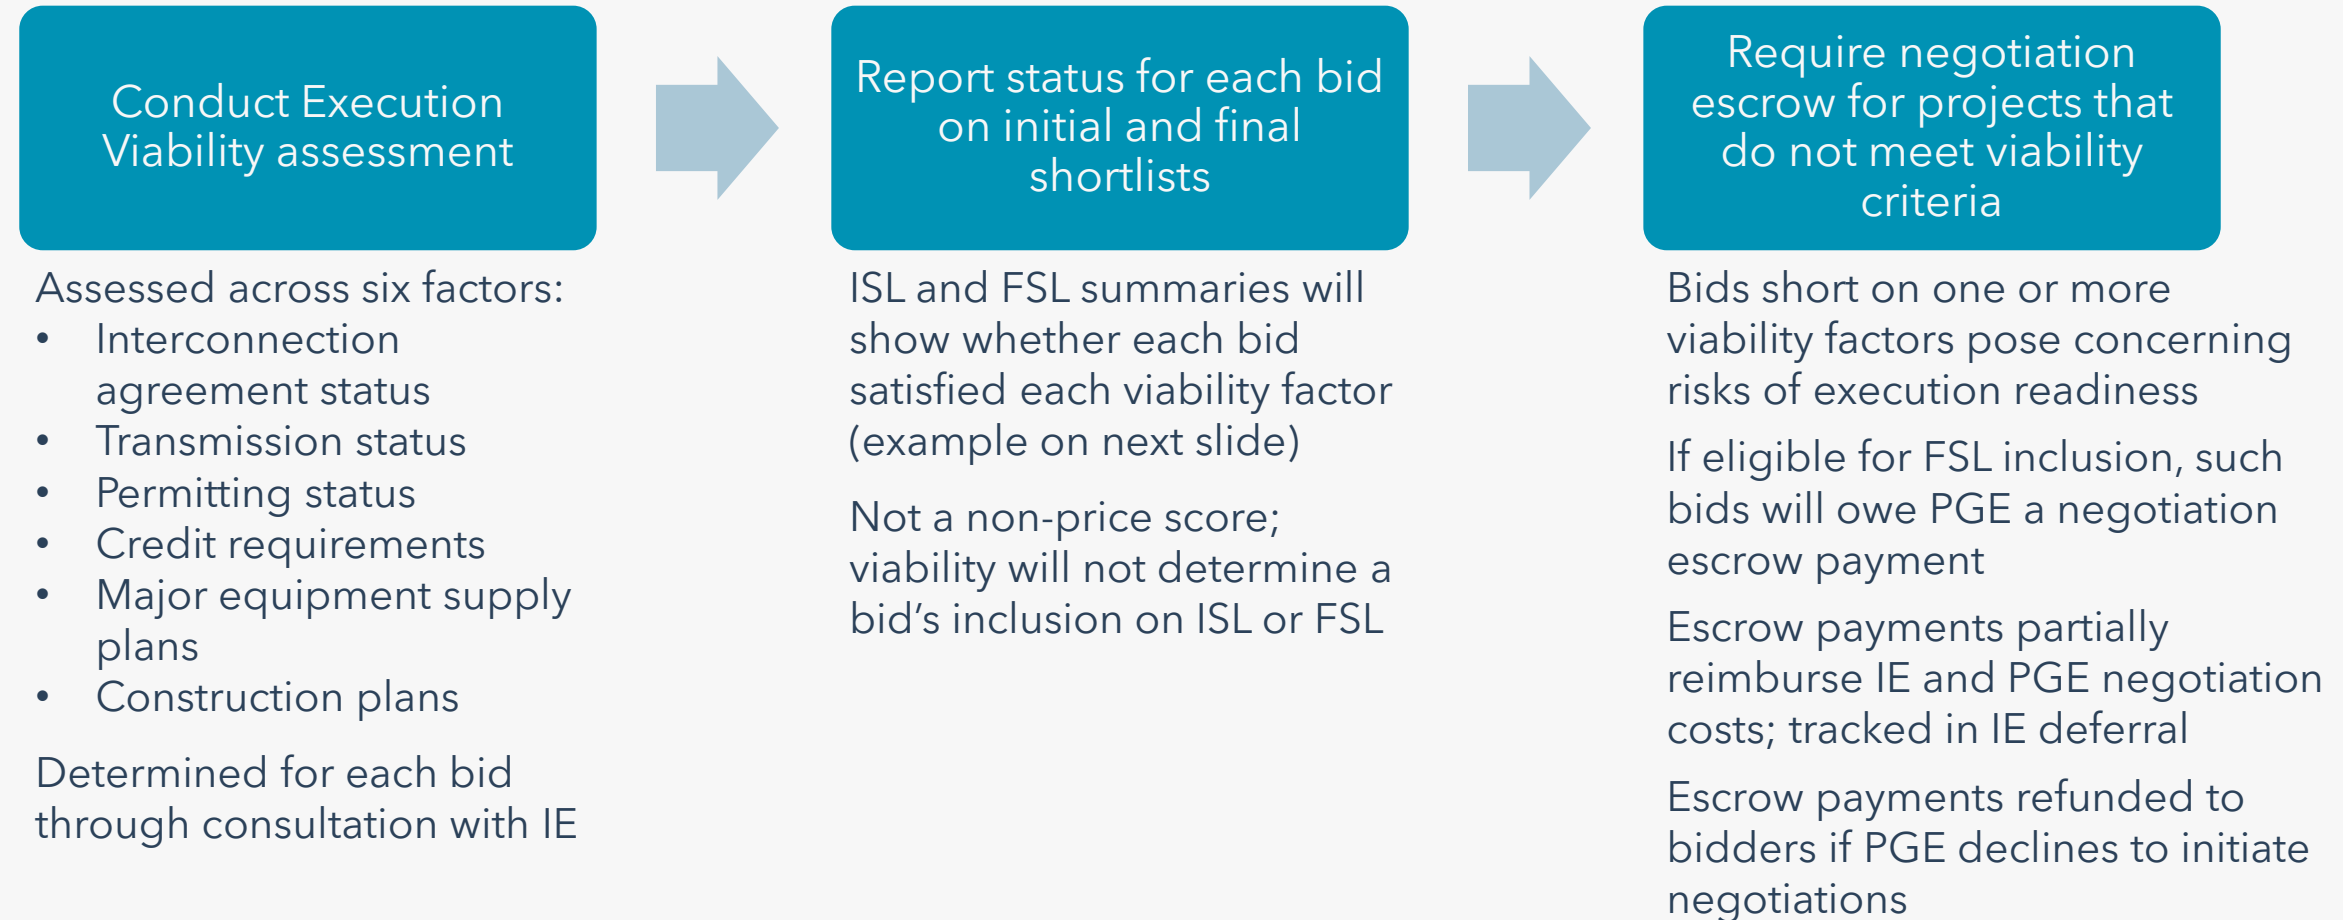 Conduct Execution
Viability assessment
Assessed across six factors:
• Interconnection
agreement status
• Transmission status
• Permitting status
• Credit requirements
• Major equipment supply
plans
• Construction plans
Determined for each bid
through consultation with IE
Report status for each bid
on initial and final
shortlists
ISL and FSL summaries will
show whether each bid
satisfied each viability factor
(example on next slide)
Not a non-price score;
viability will not determine a
bid’s inclusion on ISL or FSL
Require negotiation
escrow for projects that
do not meet viability
criteria
Bids short on one or more
viability factors pose concerning
risks of execution readiness
If eligible for FSL inclusion, such
bids will owe PGE a negotiation
escrow payment
Escrow payments partially
reimburse IE and PGE negotiation
costs; tracked in IE deferral
Escrow payments refunded to
bidders if PGE declines to initiate
negotiations